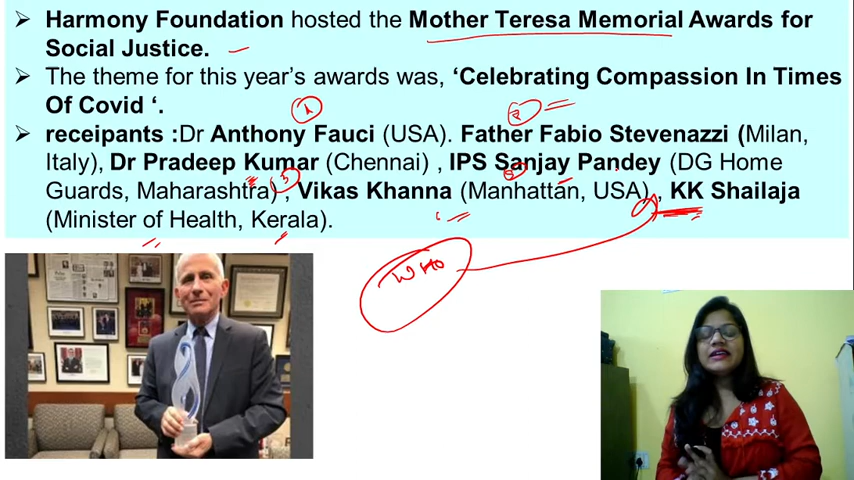 Harmony Foundation hosted the Mother Teresa Memorial Awards for
Social Justice.
The theme for this year's awards was, ‘Celebrating Compassion In Times
Of Covid ‘.
receipants :Dr Anthony Fauci (USA). Father Fabio Stevenazzi (Milan,
Italy), Dr Pradeep Kumar (Chennai) , IPS Sanjay Pandey (DG Home
Guards, Maharashtra) , Vikas Khanna (Manhattan, USA) , KK Shailaja
(Minister of Health, Kerala).
WHO